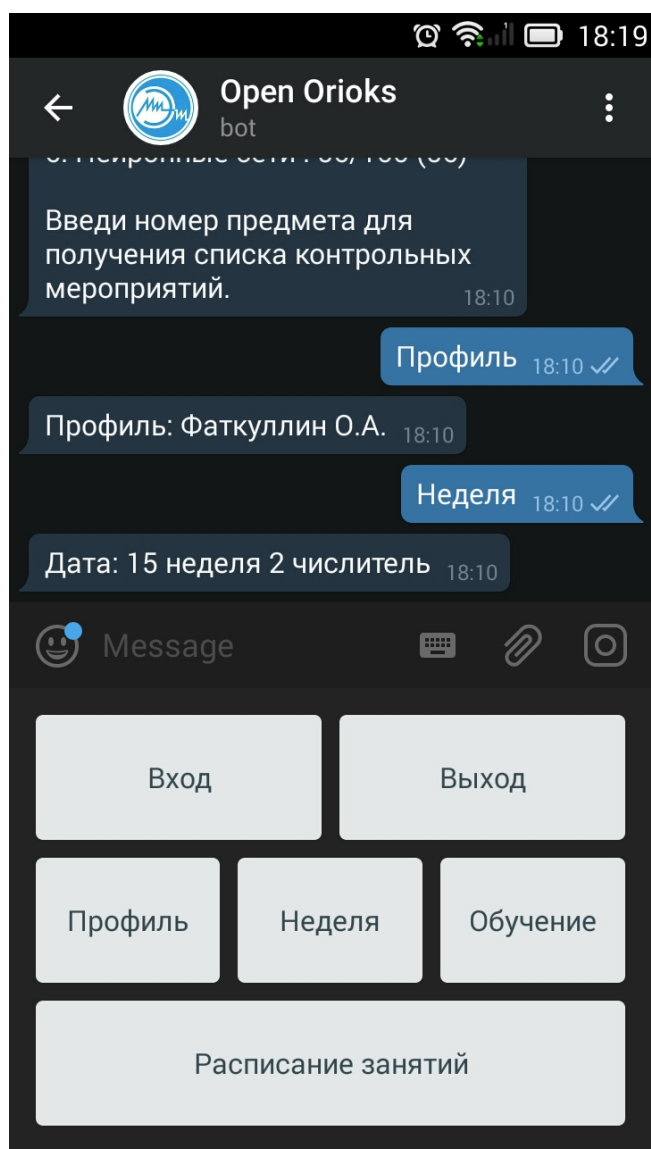 18:19
Open Orioks
bot
Введи номер предмета для
получения списка контрольных
мероприятий. 18:10
Профиль 18:10
Профиль: Фаткуллин О.А. 18:10
Неделя 18:10
Дата: 15 неделя 2 числитель 18:10
Message
Вход Выход
Профиль Неделя Обучение
Расписание занятий